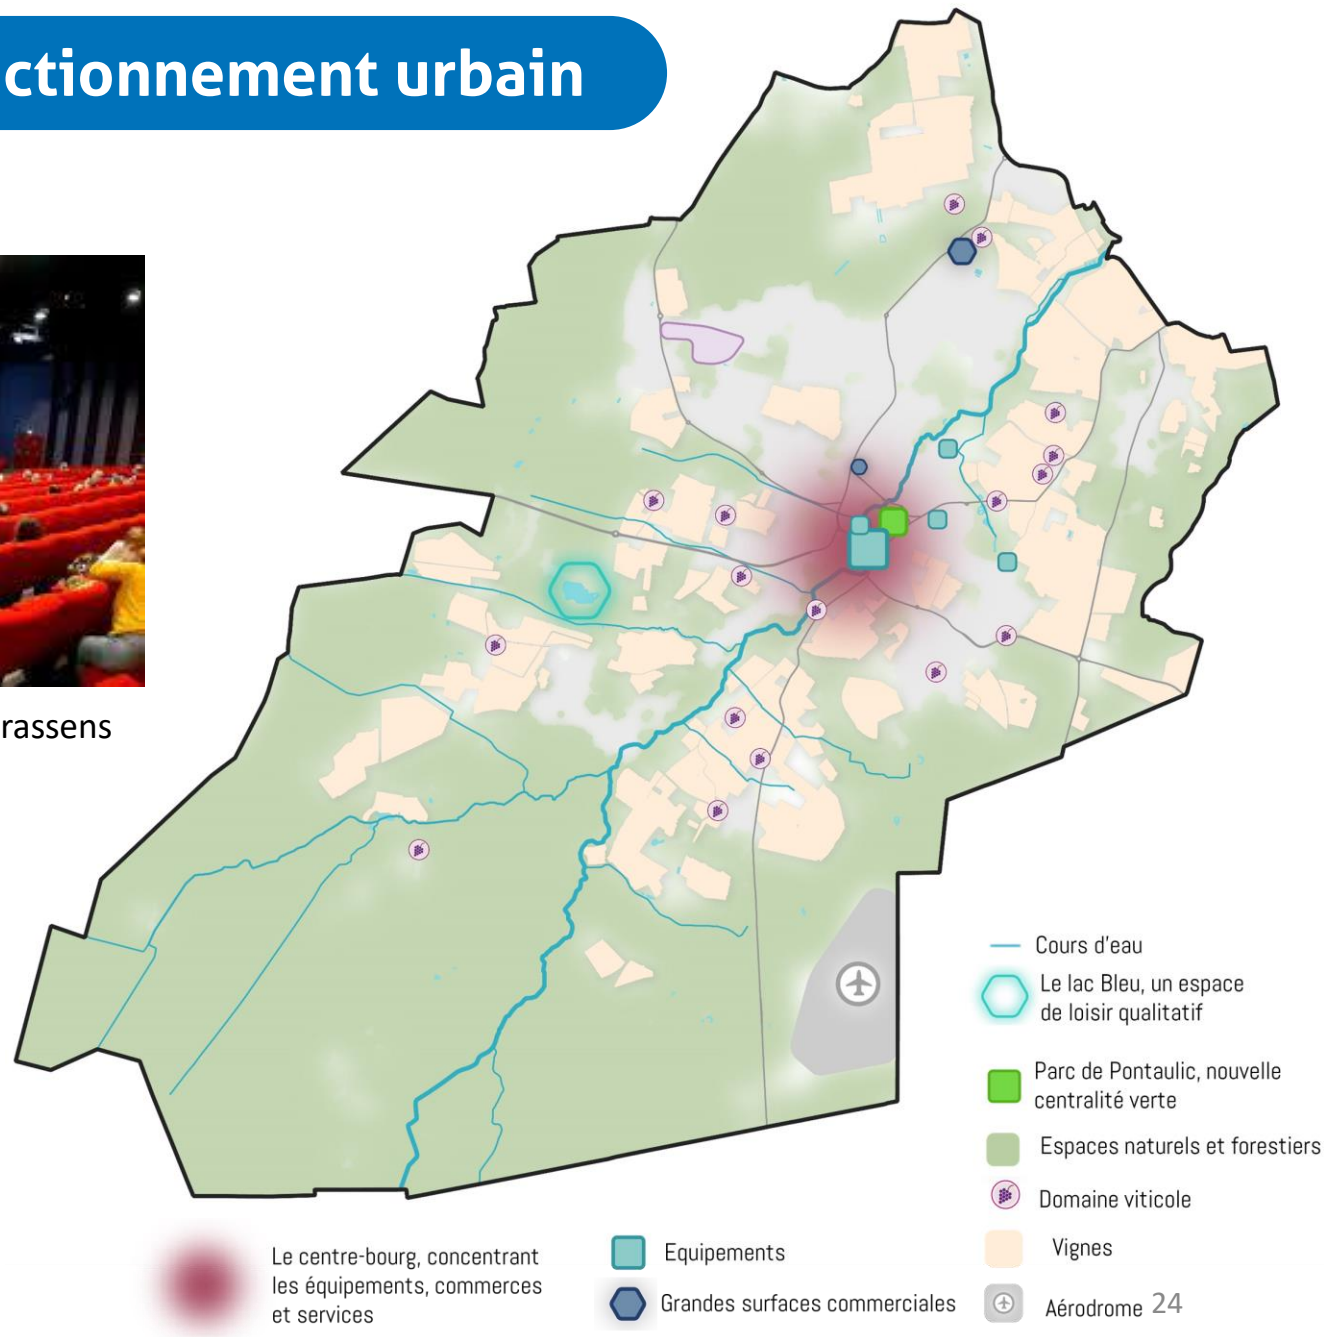 ctionnement urbain
rassens
Cours d'eau
Le lac Bleu, un espace
de loisir qualitatif
Parc de Pontaulic, nouvelle
centralité verte
Espaces naturels et forestiers
Domaine viticole
Vignes
Aérodrome 24
Le centre-bourg, concentrant
les équipements, commerces
et services
Equipements
Grandes surfaces commerciales